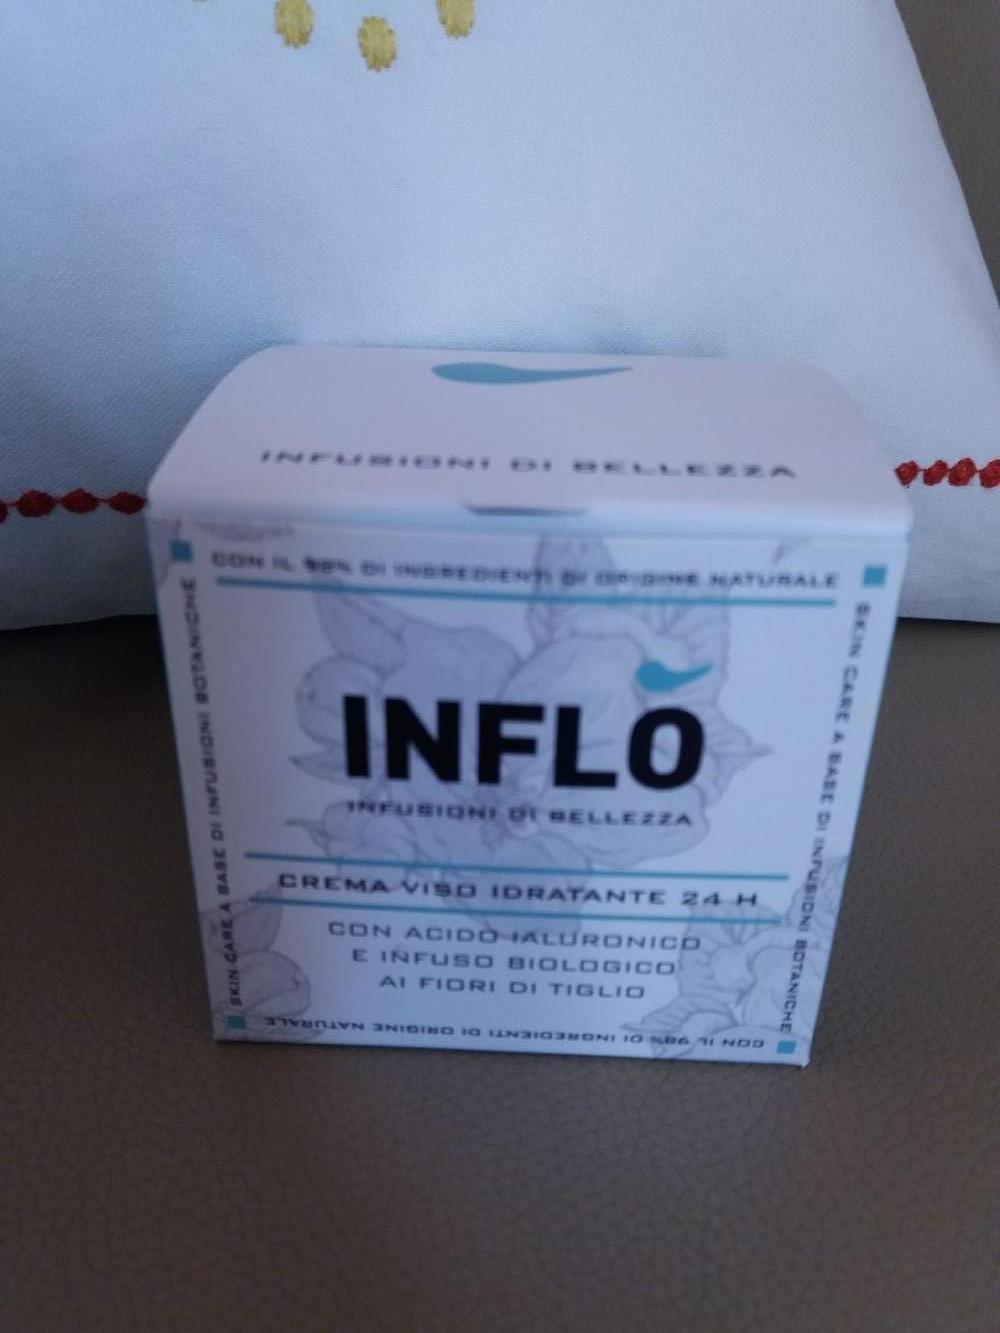 INFUSIONI DI BELLEZZA
CON IL 98% DI INGREDIENTI DI ORIGINE NATURALE
SKIN CARE A BASE DI INFUSIONI BOTANICHE
SKIN CARE A BASE DI INFUSIONI BOTANICHE
INFLO
INFUSIONI DI BELLEZZA
CREMA VISO IDRATANTE 24 H
CON ACIDO IALURONICO
E INFUSO BIOLOGICO
AI FIORI DI TIGLIO
CON IL 98% DI INGREDIENTI DI ORIGINE NATURALE